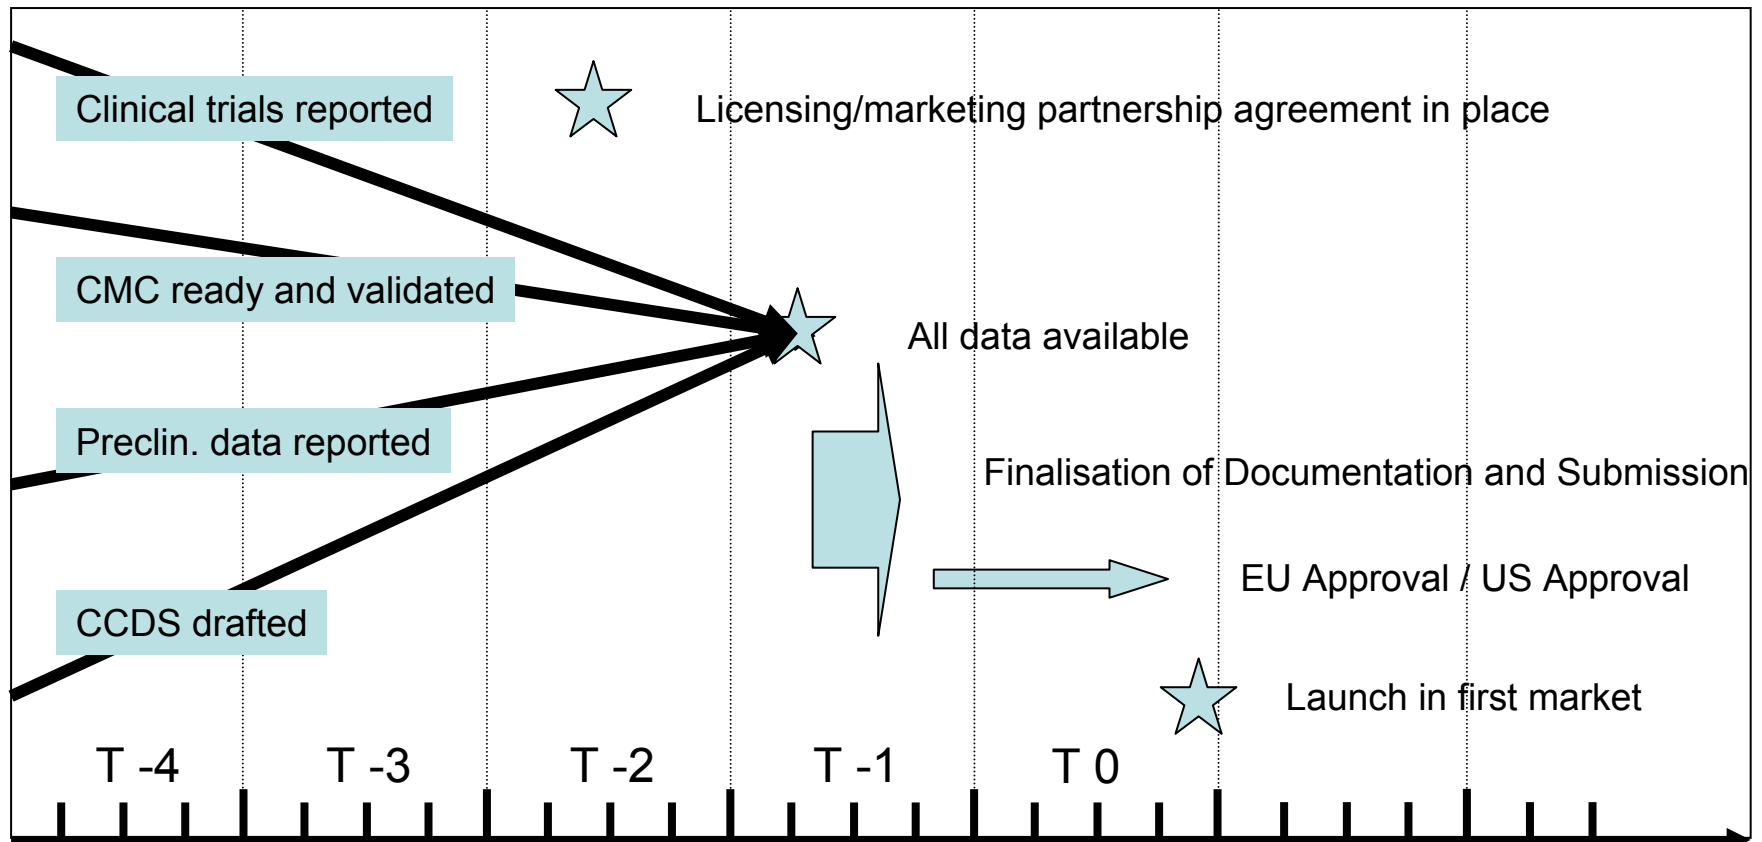 Clinical trials reported
Licensing/marketing partnership agreement in place
CMC ready and validated
All data available
Preclin. data reported
Finalisation of Documentation and Submission
EU Approval / US Approval
CCDS drafted
Launch in first market
T -4 T -3 T -2 T -1 T 0